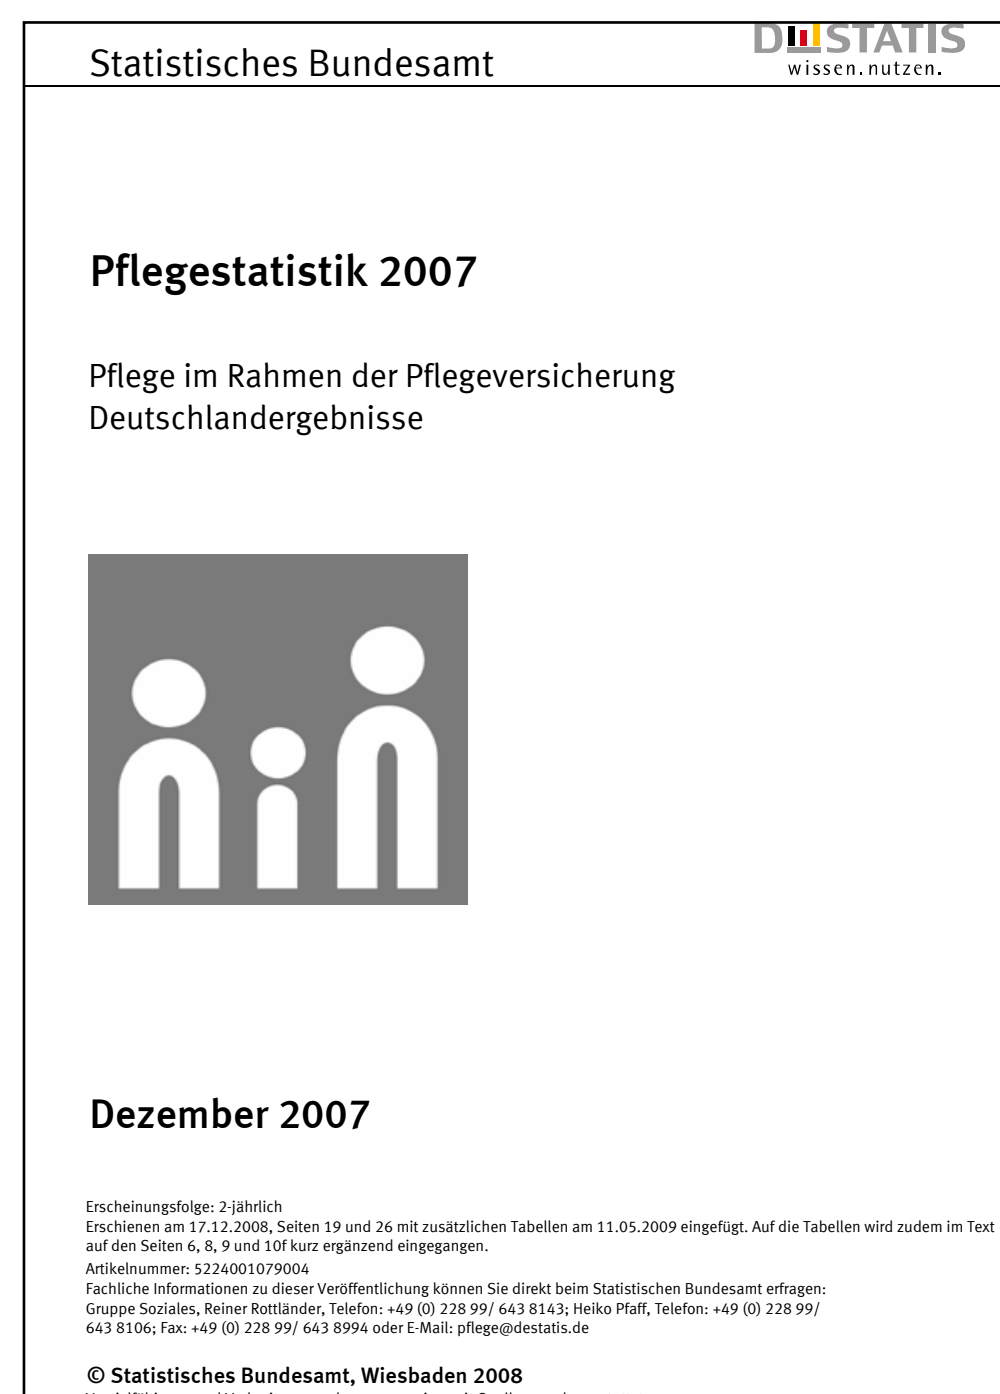 Statistisches Bundesamt
DESTATIS
wissen.nutzen.
Pflegestatistik 2007
Pflege im Rahmen der Pflegeversicherung
Deutschlandergebnisse
Dezember 2007
Erscheinungsfolge: 2-jährlich
Erschienen am 17.12.2008, Seiten 19 und 26 mit zusätzlichen Tabellen am 11.05.2009 eingefügt. Auf die Tabellen wird zudem im Text
auf den Seiten 6, 8, 9 und 10f kurz ergänzend eingegangen.
Artikelnummer: 5224001079004
Fachliche Informationen zu dieser Veröffentlichung können Sie direkt beim Statistischen Bundesamt erfragen:
Gruppe Soziales, Reiner Rottländer, Telefon: +49 (0) 228 99/ 643 8143; Heiko Pfaff, Telefon: +49 (0) 228 99/
643 8106; Fax: +49 (0) 228 99/ 643 8994 oder E-Mail: pflege@destatis.de
© Statistisches Bundesamt, Wiesbaden 2008